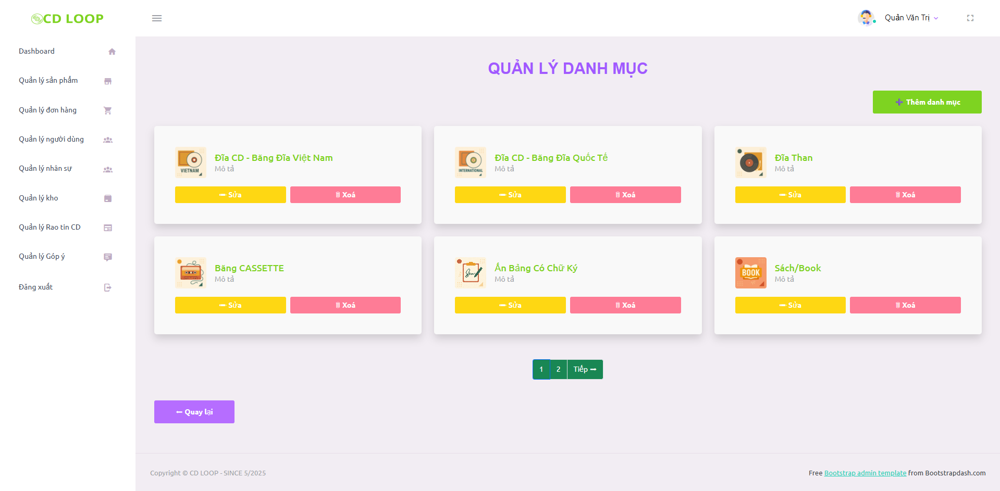 CD LOOP
Quản Văn Trị
Dashboard
Quản lý sản phẩm
Quản lý đơn hàng
Quản lý người dùng
Quản lý nhân sự
Quản lý kho
Quản lý Rao tin CD
Quản lý Góp ý
Đăng xuất
QUẢN LÝ DANH MỤC
Thêm danh mục
VIETNAM
Đĩa CD - Băng Đĩa Việt Nam
Mô tả
Sửa
Xoá
INTERNATIONAL
Đĩa CD - Băng Đĩa Quốc Tế
Mô tả
Sửa
Xoá
Đĩa Than
Mô tả
Sửa
Xoá
Băng CASSETTE
Mô tả
Sửa
Xoá
Ấn Bảng Có Chữ Ký
Mô tả
Sửa
Xoá
BOOK
Sách/Book
Mô tả
Sửa
Xoá
1 2 Tiếp →
← Quay lại
Copyright © CD LOOP - SINCE 5/2025
Free Bootstrap admin template from Bootstrapdash.com